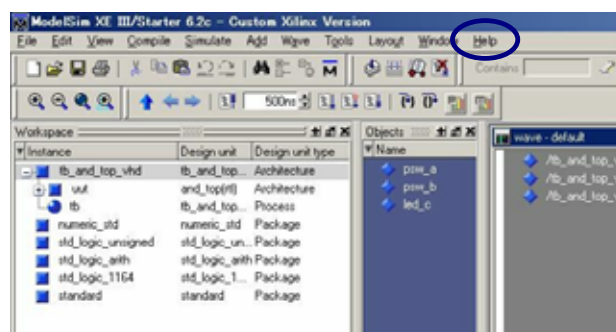 ModelSim XE III/Starter 6.2c - Custom Xilinx Version
File Edit View Compile Simulate Add Wave Tools Layout Window Help
Contains
500ns
Workspace
Instance Design unit Design unit type
tb_and_top_vhd tb_and_top... Architecture
uut and_top(rtl) Architecture
tb tb_and_top... Process
numeric_std numeric_std Package
std_logic_unsigned std_logic_un... Package
std_logic_arith std_logic_arith Package
std_logic_1164 std_logic_1... Package
standard standard Package
Objects
Name
psw_a
psw_b
led_c
wave - default
/tb_and_top_v
/tb_and_top_v
/tb_and_top_v